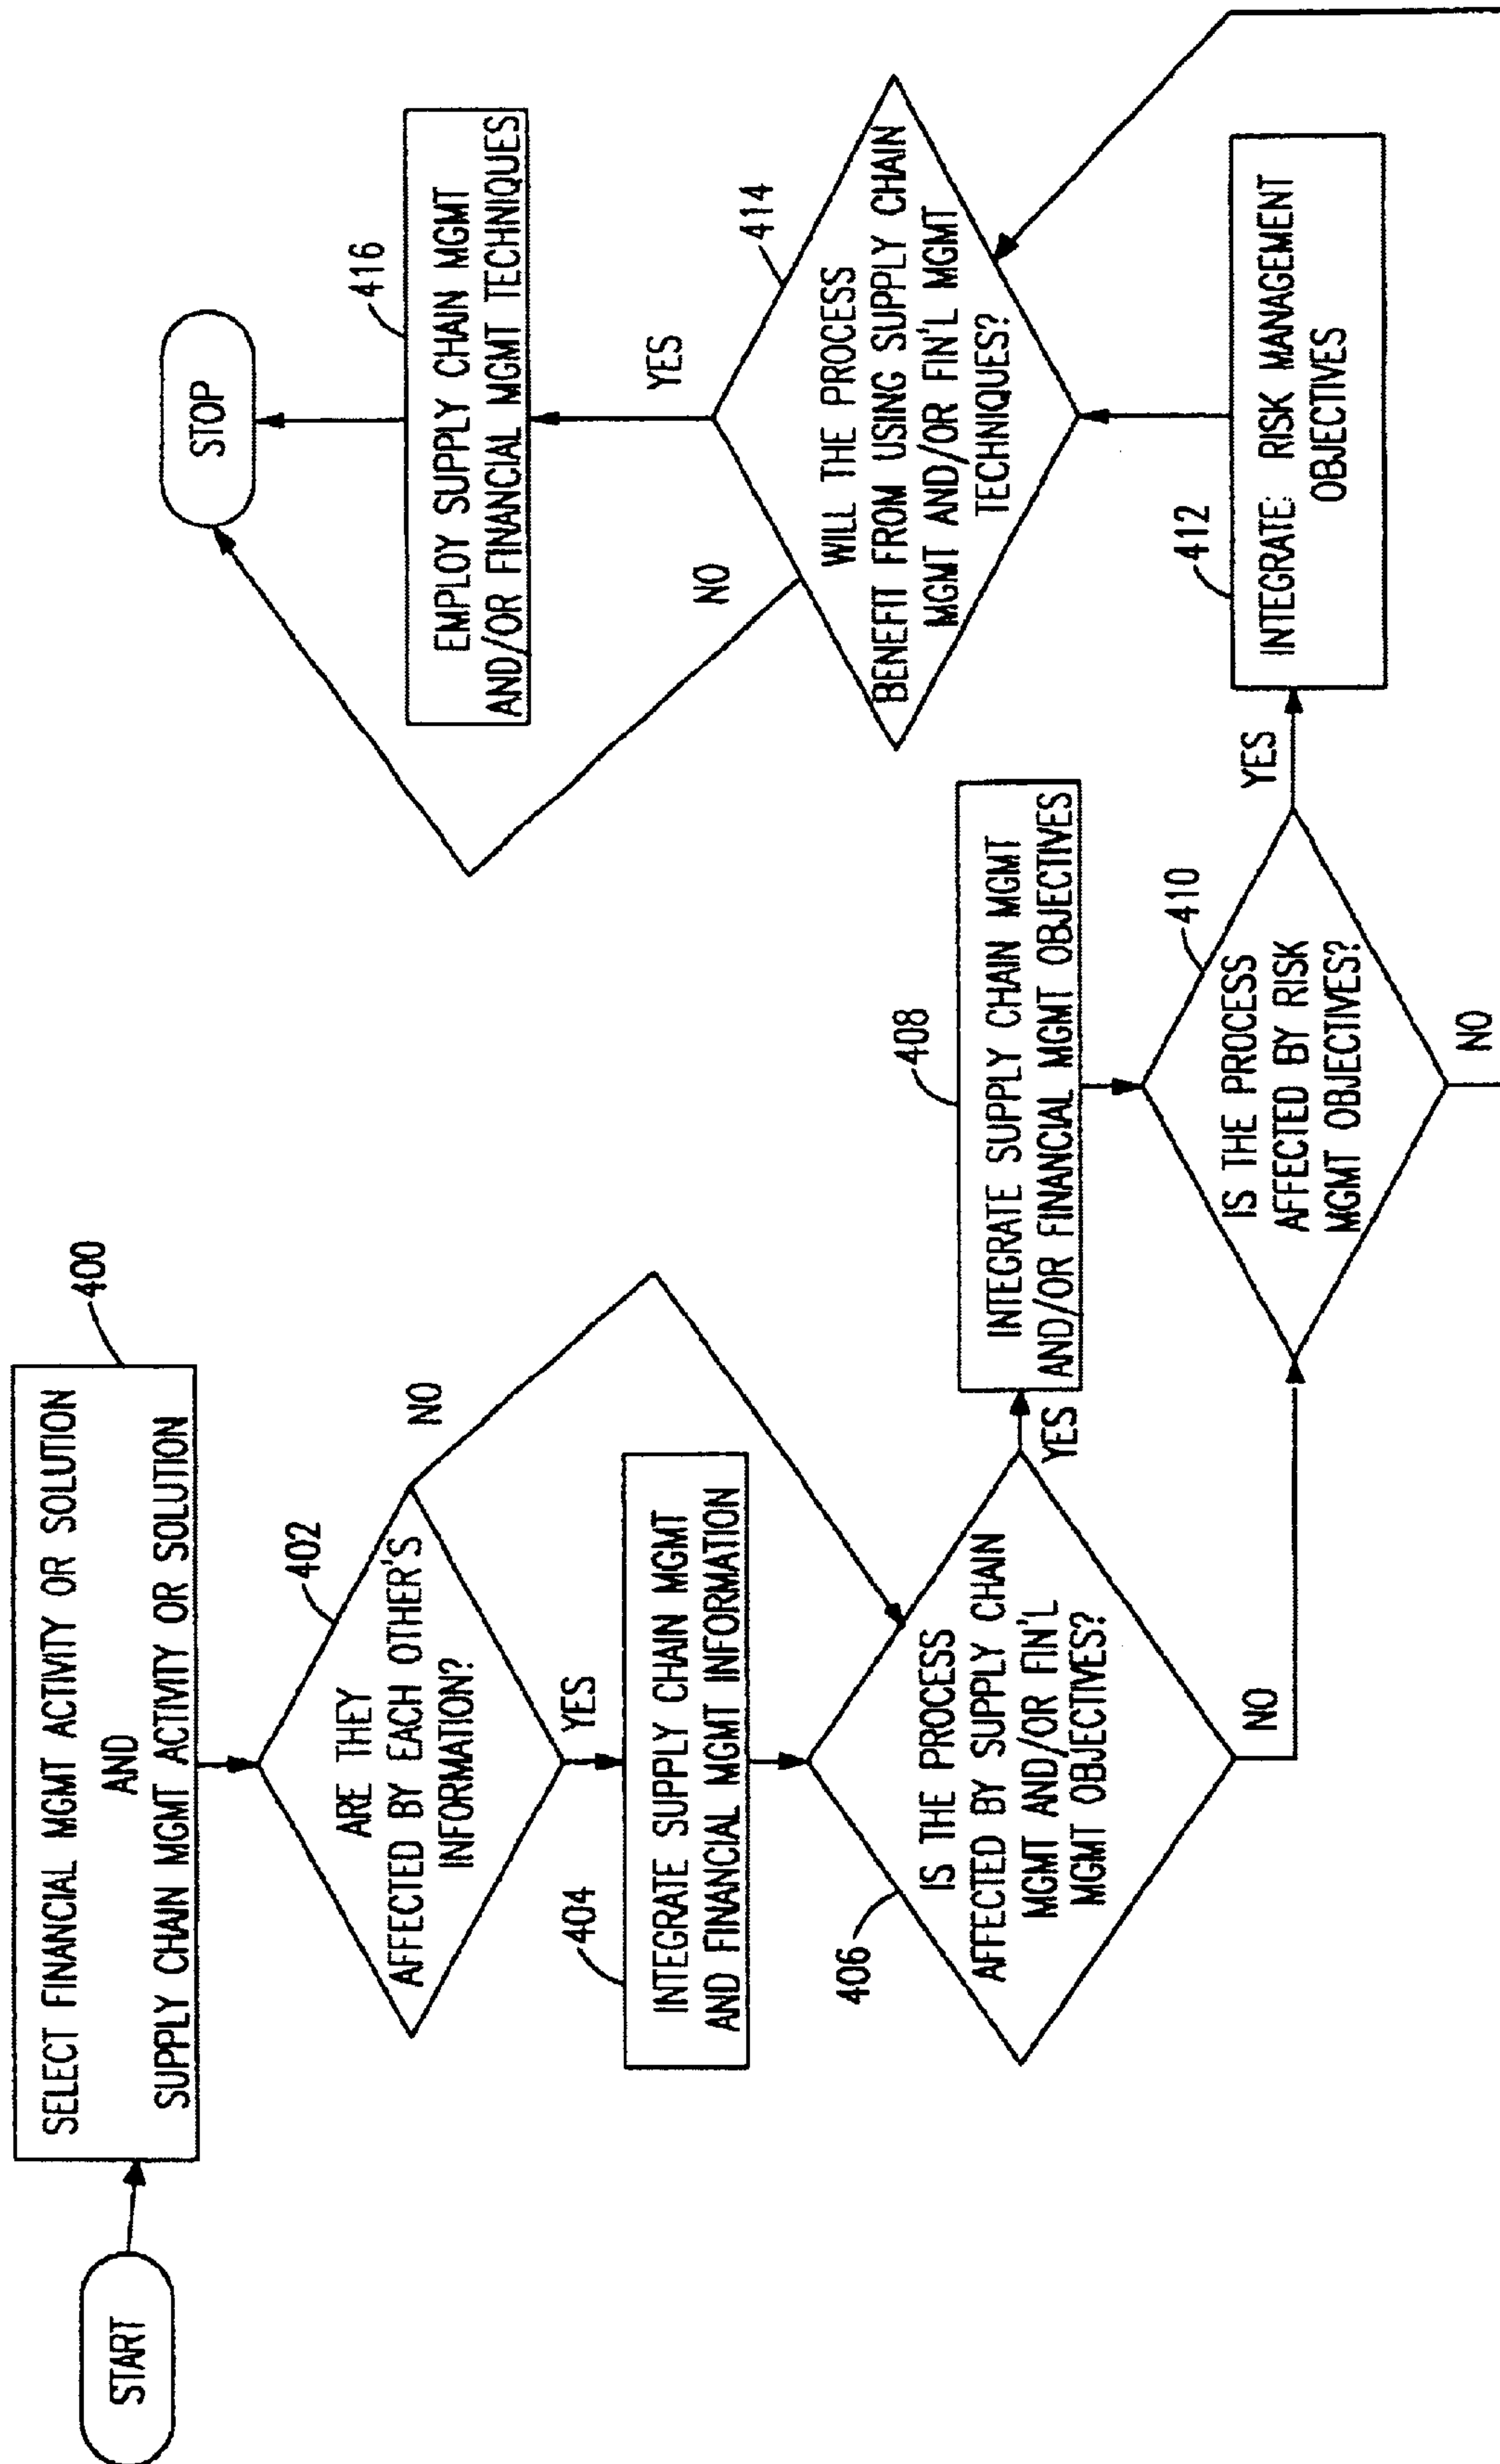 START
SELECT FINANCIAL MGMT ACTIVITY OR SOLUTION
AND
SUPPLY CHAIN MGMT ACTIVITY OR SOLUTION
400
402
ARE THEY
AFFECTED BY EACH OTHER'S
INFORMATION?
NO
YES
404
INTEGRATE SUPPLY CHAIN MGMT
AND FINANCIAL MGMT INFORMATION
406
IS THE PROCESS
AFFECTED BY SUPPLY CHAIN
MGMT AND/OR FIN'L
MGMT OBJECTIVES?
YES
NO
408
INTEGRATE SUPPLY CHAIN MGMT
AND/OR FINANCIAL MGMT OBJECTIVES
410
IS THE PROCESS
AFFECTED BY RISK
MGMT OBJECTIVES?
YES
NO
412
INTEGRATE: RISK MANAGEMENT
OBJECTIVES
414
WILL THE PROCESS
BENEFIT FROM USING SUPPLY CHAIN
MGMT AND/OR FIN'L MGMT
TECHNIQUES?
NO
YES
416
EMPLOY SUPPLY CHAIN MGMT
AND/OR FINANCIAL MGMT TECHNIQUES
STOP